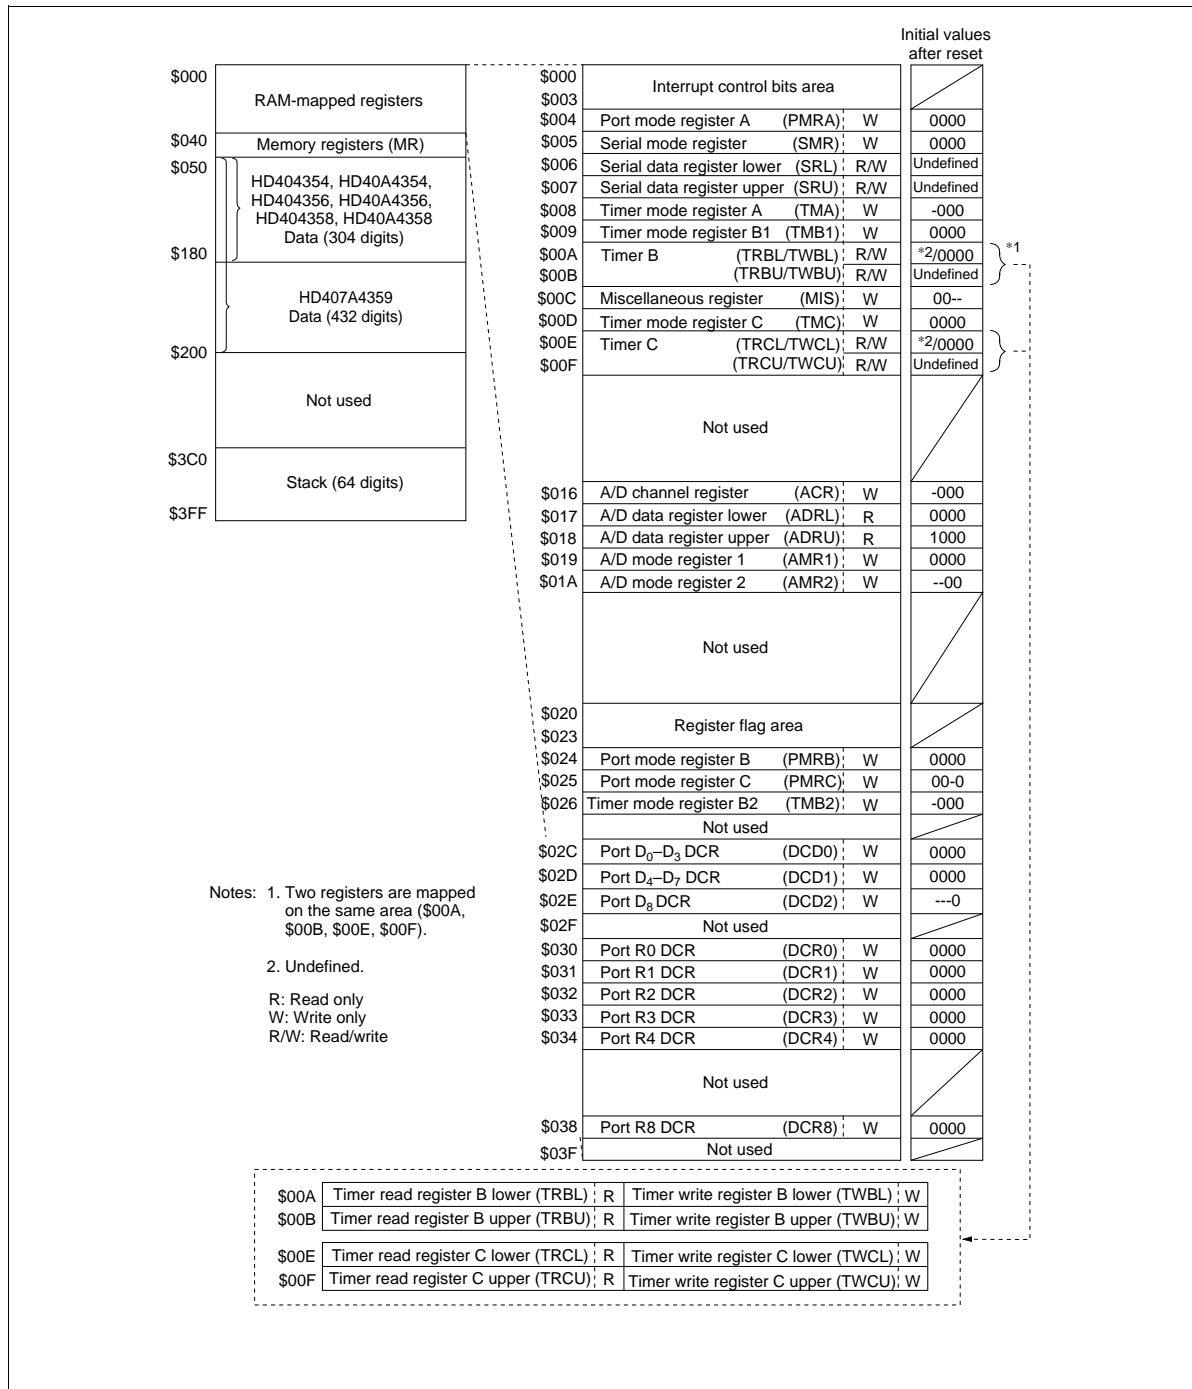 Initial values
after reset
$000
RAM-mapped registers
$040
Memory registers (MR)
$050
HD404354, HD40A4354,
HD404356, HD40A4356,
HD404358, HD40A4358
Data (304 digits)
$180
HD407A4359
Data (432 digits)
$200
Not used
$3C0
Stack (64 digits)
$3FF
$000
Interrupt control bits area
$003
$004 Port mode register A (PMRA) W 0000
$005 Serial mode register (SMR) W 0000
$006 Serial data register lower (SRL) R/W Undefined
$007 Serial data register upper (SRU) R/W Undefined
$008 Timer mode register A (TMA) W -000
$009 Timer mode register B1 (TMB1) W 0000
$00A Timer B (TRBL/TWBL) R/W *2/0000 *1
$00B (TRBU/TWBU) R/W Undefined
$00C Miscellaneous register (MIS) W 00--
$00D Timer mode register C (TMC) W 0000
$00E Timer C (TRCL/TWCL) R/W *2/0000
$00F (TRCU/TWCU) R/W Undefined
Not used
$016 A/D channel register (ACR) W -000
$017 A/D data register lower (ADRL) R 0000
$018 A/D data register upper (ADRU) R 1000
$019 A/D mode register 1 (AMR1) W 0000
$01A A/D mode register 2 (AMR2) W --00
Not used
$020
Register flag area
$023
$024 Port mode register B (PMRB) W 0000
$025 Port mode register C (PMRC) W 00-0
$026 Timer mode register B2 (TMB2) W -000
Not used
$02C Port D0–D3 DCR (DCD0) W 0000
$02D Port D4–D7 DCR (DCD1) W 0000
$02E Port D8 DCR (DCD2) W ---0
$02F Not used
$030 Port R0 DCR (DCR0) W 0000
$031 Port R1 DCR (DCR1) W 0000
$032 Port R2 DCR (DCR2) W 0000
$033 Port R3 DCR (DCR3) W 0000
$034 Port R4 DCR (DCR4) W 0000
Not used
$038 Port R8 DCR (DCR8) W 0000
$03F Not used
Notes: 1. Two registers are mapped
on the same area ($00A,
$00B, $00E, $00F).
2. Undefined.
R: Read only
W: Write only
R/W: Read/write
$00A Timer read register B lower (TRBL) R Timer write register B lower (TWBL) W
$00B Timer read register B upper (TRBU) R Timer write register B upper (TWBU) W
$00E Timer read register C lower (TRCL) R Timer write register C lower (TWCL) W
$00F Timer read register C upper (TRCU) R Timer write register C upper (TWCU) W